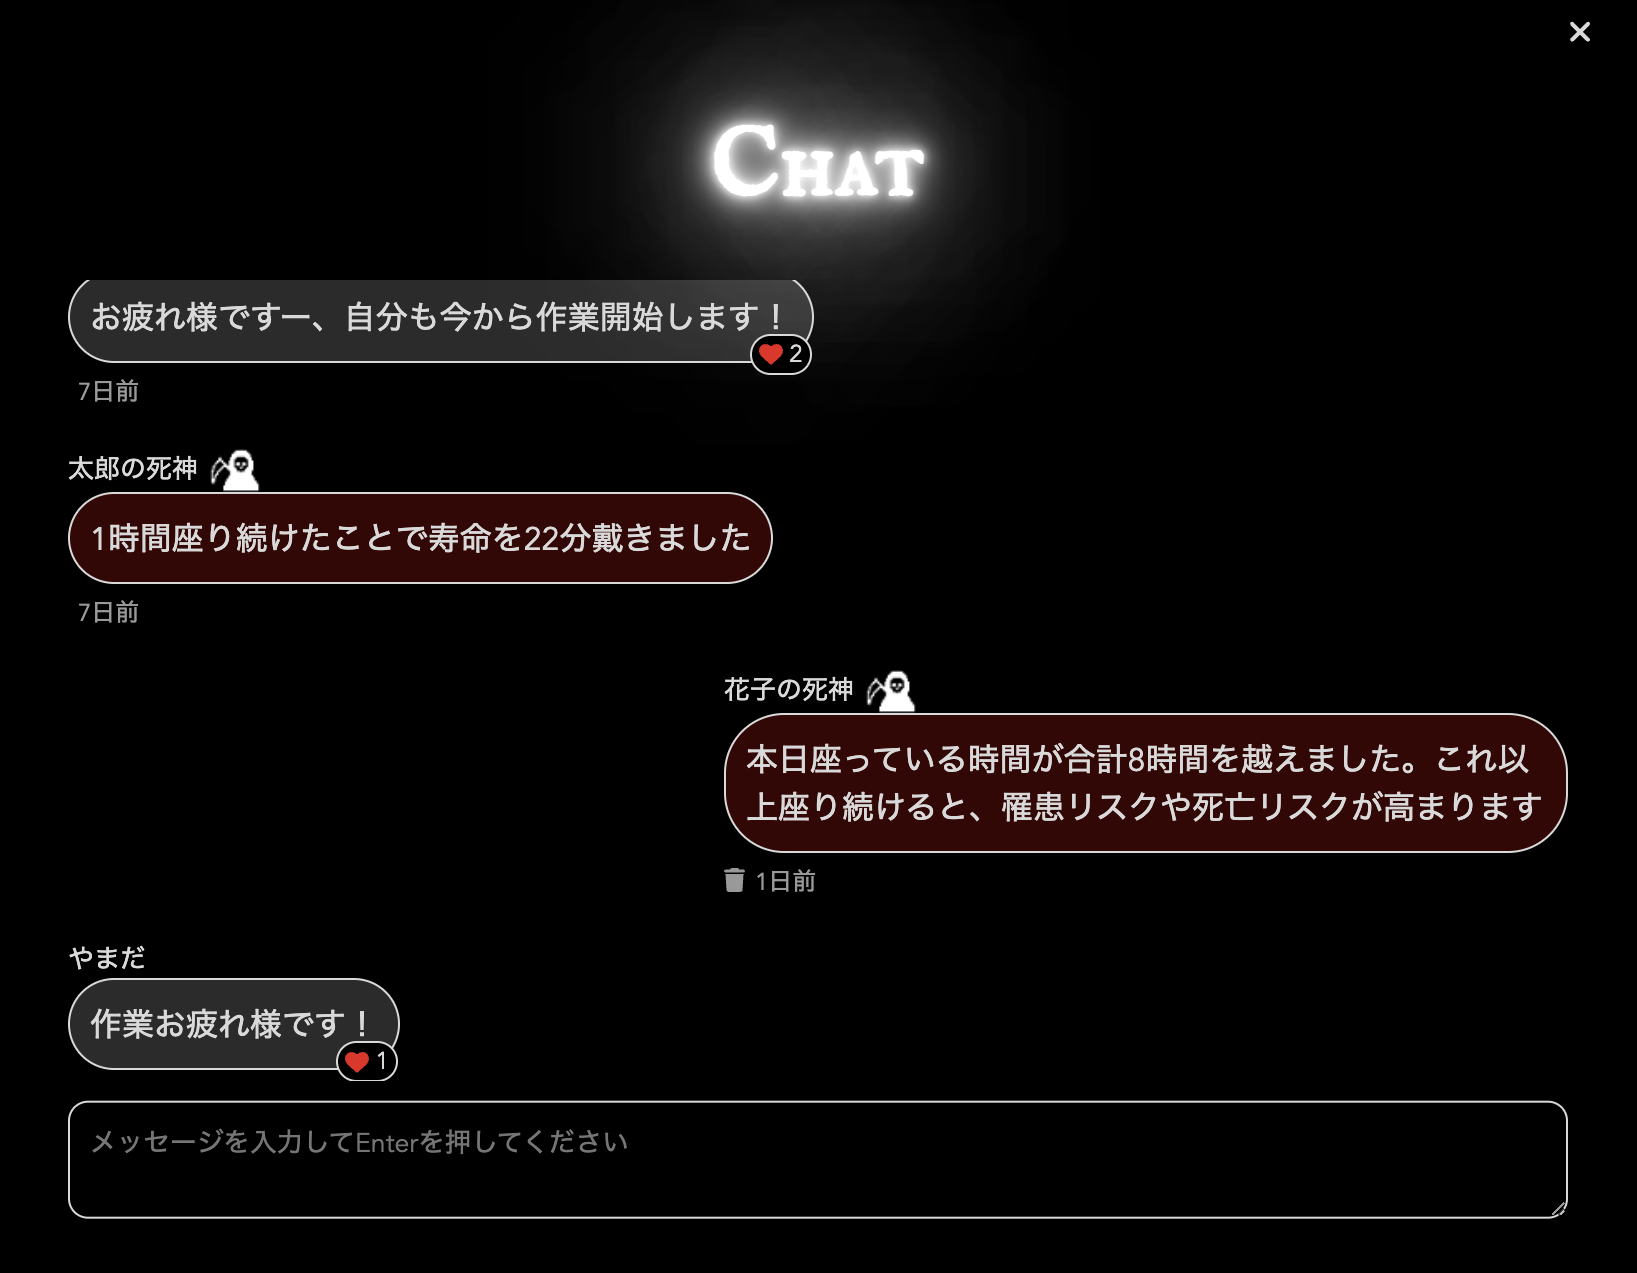 CHAT
お疲れ様ですー、自分も今から作業開始します！
2
7日前
太郎の死神
1時間座り続けたことで寿命を22分戴きました
7日前
花子の死神
本日座っている時間が合計8時間を越えました。これ以
上座り続けると、罹患リスクや死亡リスクが高まります
1日前
やまだ
作業お疲れ様です！
1
メッセージを入力してEnterを押してください